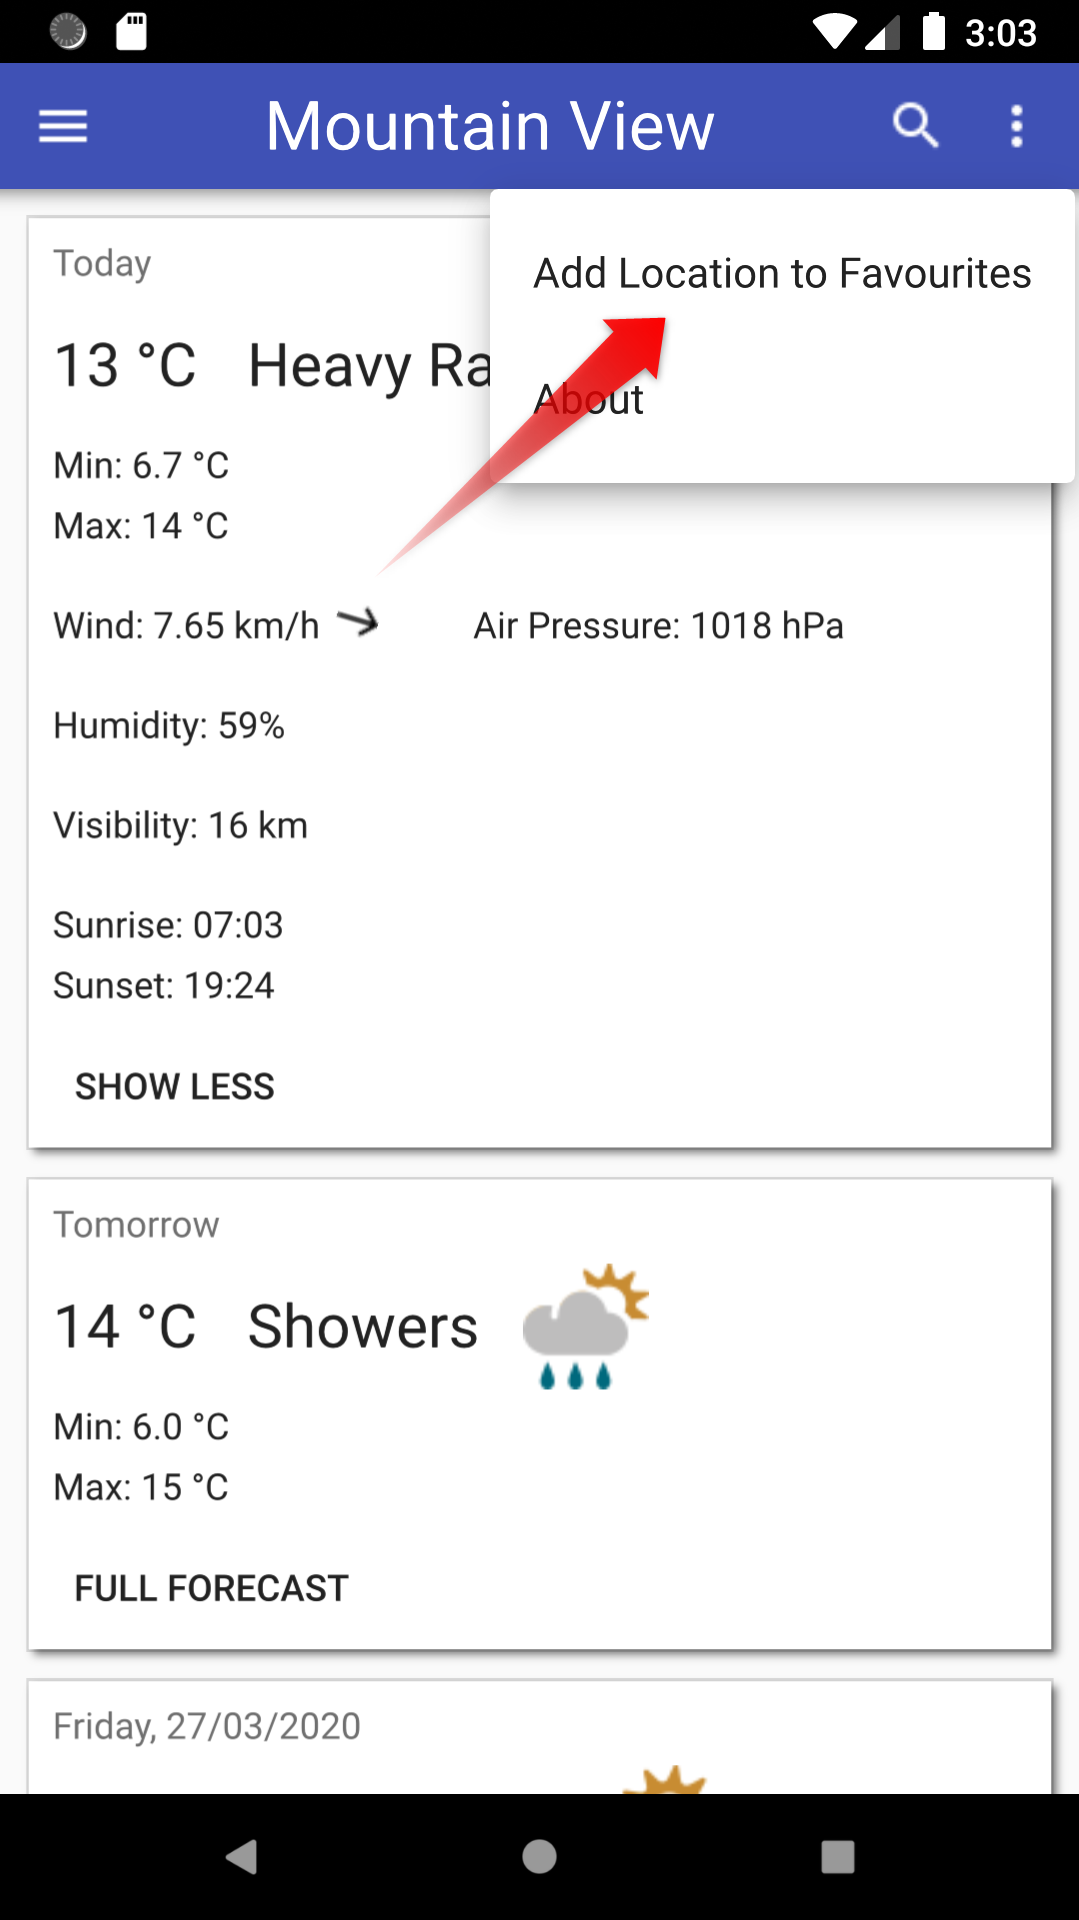 3:03
Mountain View
Add Location to Favourites
About
Today
13 °C Heavy Ra
Min: 6.7 °C
Max: 14 °C
Wind: 7.65 km/h Air Pressure: 1018 hPa
Humidity: 59%
Visibility: 16 km
Sunrise: 07:03
Sunset: 19:24
SHOW LESS
Tomorrow
14 °C Showers
Min: 6.0 °C
Max: 15 °C
FULL FORECAST
Friday, 27/03/2020